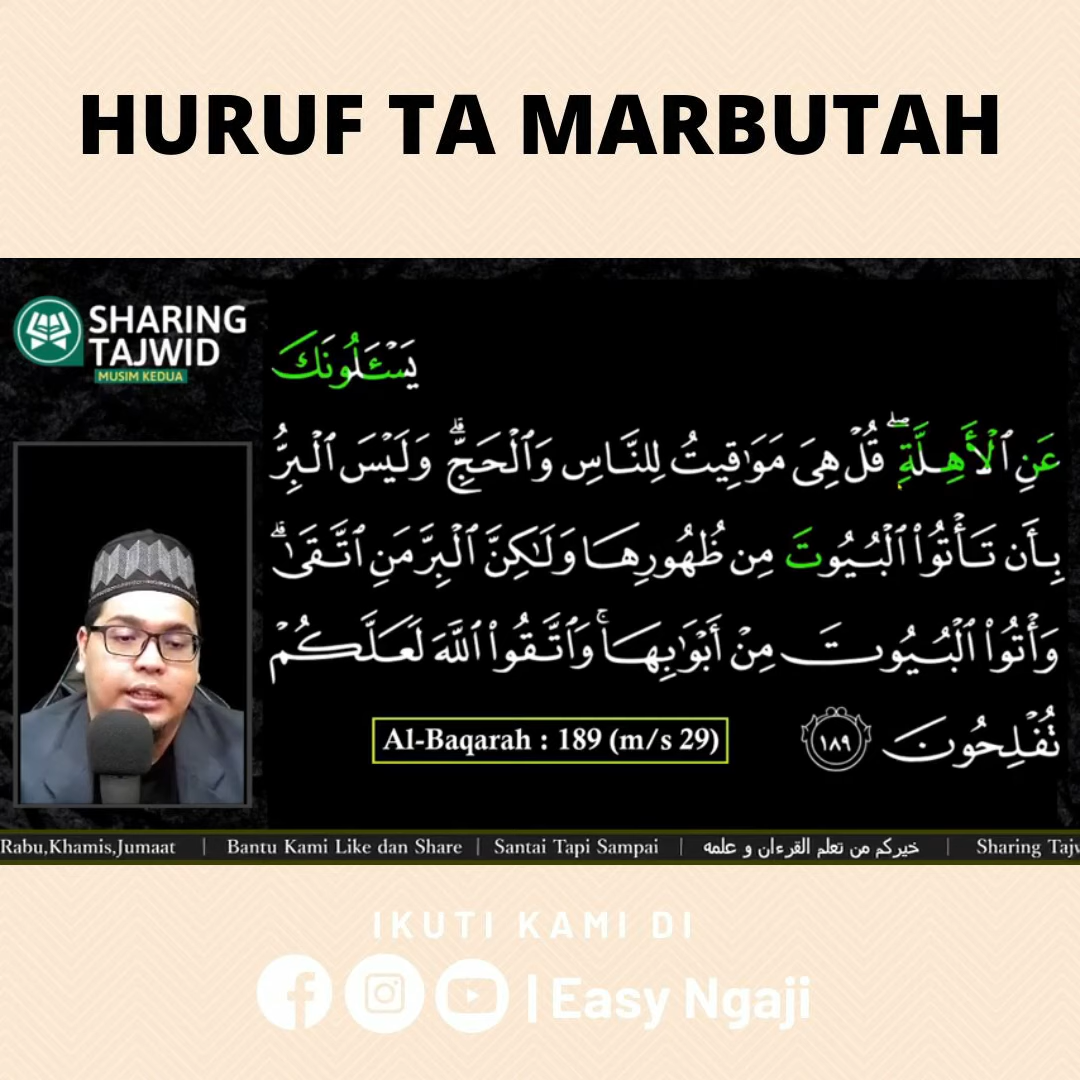 HURUF TA MARBUTAH
SHARING
TAJWID
MUSIM KEDUA
يَسْـَٔلُونَكَ
عَنِ ٱلْأَهِلَّةِۖ قُلْ هِىَ مَوَٰقِيتُ لِلنَّاسِ وَٱلْحَجِّۗ وَلَيْسَ ٱلْبِرُّ
بِأَن تَأْتُوا۟ ٱلْبُيُوتَ مِن ظُهُورِهَا وَلَٰكِنَّ ٱلْبِرَّ مَنِ ٱتَّقَىٰۗ
وَأْتُوا۟ ٱلْبُيُوتَ مِنْ أَبْوَٰبِهَاۚ وَٱتَّقُوا۟ ٱللَّهَ لَعَلَّكُمْ
تُفْلِحُونَ ١٨٩
Al-Baqarah : 189 (m/s 29)
Rabu,Khamis,Jumaat | Bantu Kami Like dan Share | Santai Tapi Sampai | خيركم من تعلم القرءان و علمه | Sharing Tajw
IKUTI KAMI DI
| Easy Ngaji